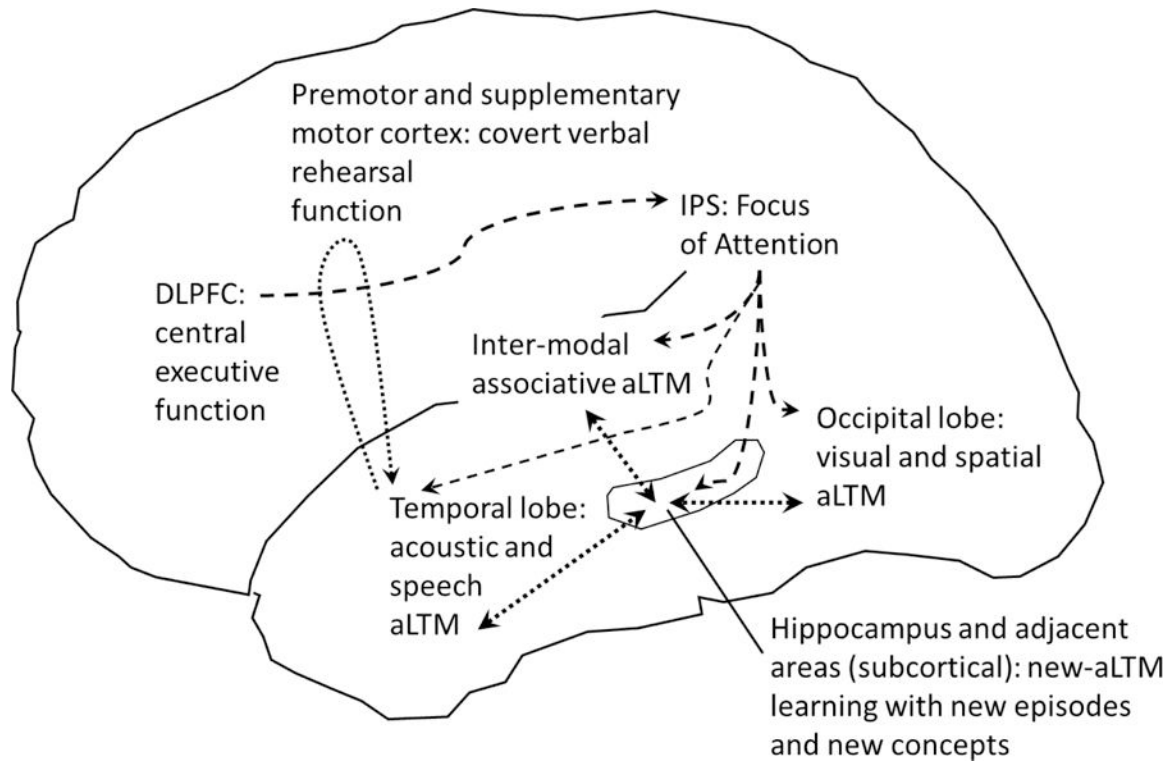 Premotor and supplementary
motor cortex: covert verbal
rehearsal
function
IPS: Focus
of Attention
DLPFC:
central
executive
function
Inter-modal
associative aLTM
Occipital lobe:
visual and spatial
aLTM
Temporal lobe:
acoustic and
speech
aLTM
Hippocampus and adjacent
areas (subcortical): new-aLTM
learning with new episodes
and new concepts